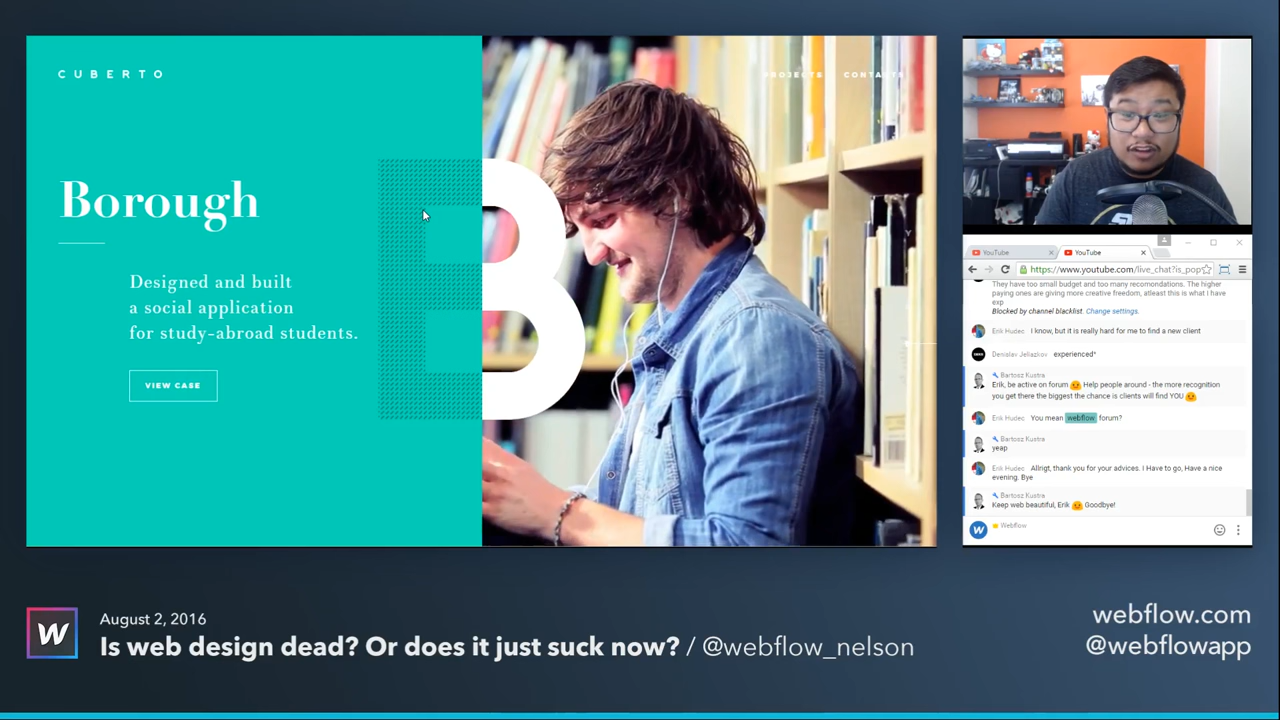 CUBERTO
PROJECTS CONTACTS
Borough
B
Designed and built
a social application
for study-abroad students.
VIEW CASE
YouTube
YouTube
https://www.youtube.com/live_chat?is_pop
They have too small budget and too many recomondations. The higher
paying ones are giving more creative freedom, atleast this is what i have
exp
Blocked by channel blacklist. Change settings.
Erik Hudec I know, but it is really hard for me to find a new client
Denislav Jeliazkov experienced*
Bartosz Kustra
Erik, be active on forum 😊 Help people around - the more recognition
you get there the biggest the chance is clients will find YOU 😊
Erik Hudec You mean webflow forum?
Bartosz Kustra
yeap
Erik Hudec Allrigt, thank you for your advices. I Have to go, Have a nice
evening. Bye
Bartosz Kustra
Keep web beautiful, Erik 😊 Goodbye!
W Webflow
W
August 2, 2016
Is web design dead? Or does it just suck now? / @webflow_nelson
webflow.com
@webflowapp